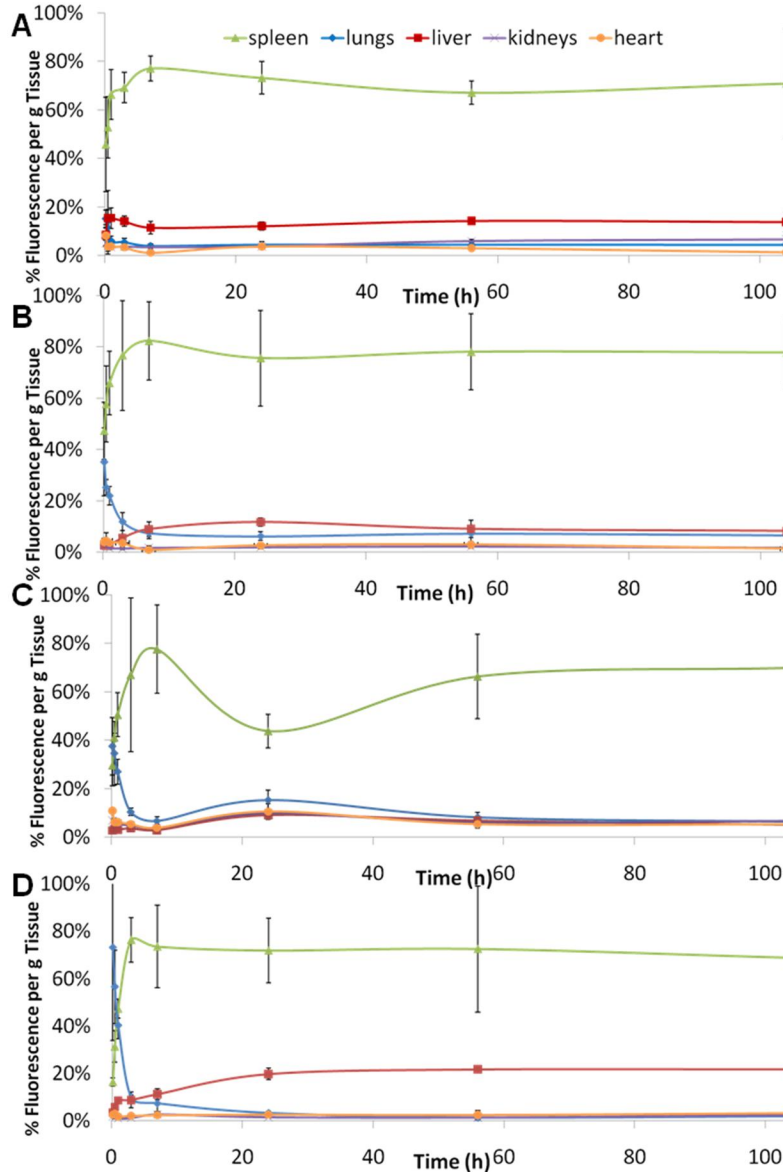 A
spleen lungs liver kidneys heart
% Fluorescence per g Tissue
100%
80%
60%
40%
20%
0%
0 20 40 60 80 100
Time (h)
B
% Fluorescence per g Tissue
100%
80%
60%
40%
20%
0%
0 20 40 60 80 100
Time (h)
C
% Fluorescence per g Tissue
100%
80%
60%
40%
20%
0%
0 20 40 60 80 100
Time (h)
D
% Fluorescence per g Tissue
100%
80%
60%
40%
20%
0%
0 20 40 60 80 100
Time (h)